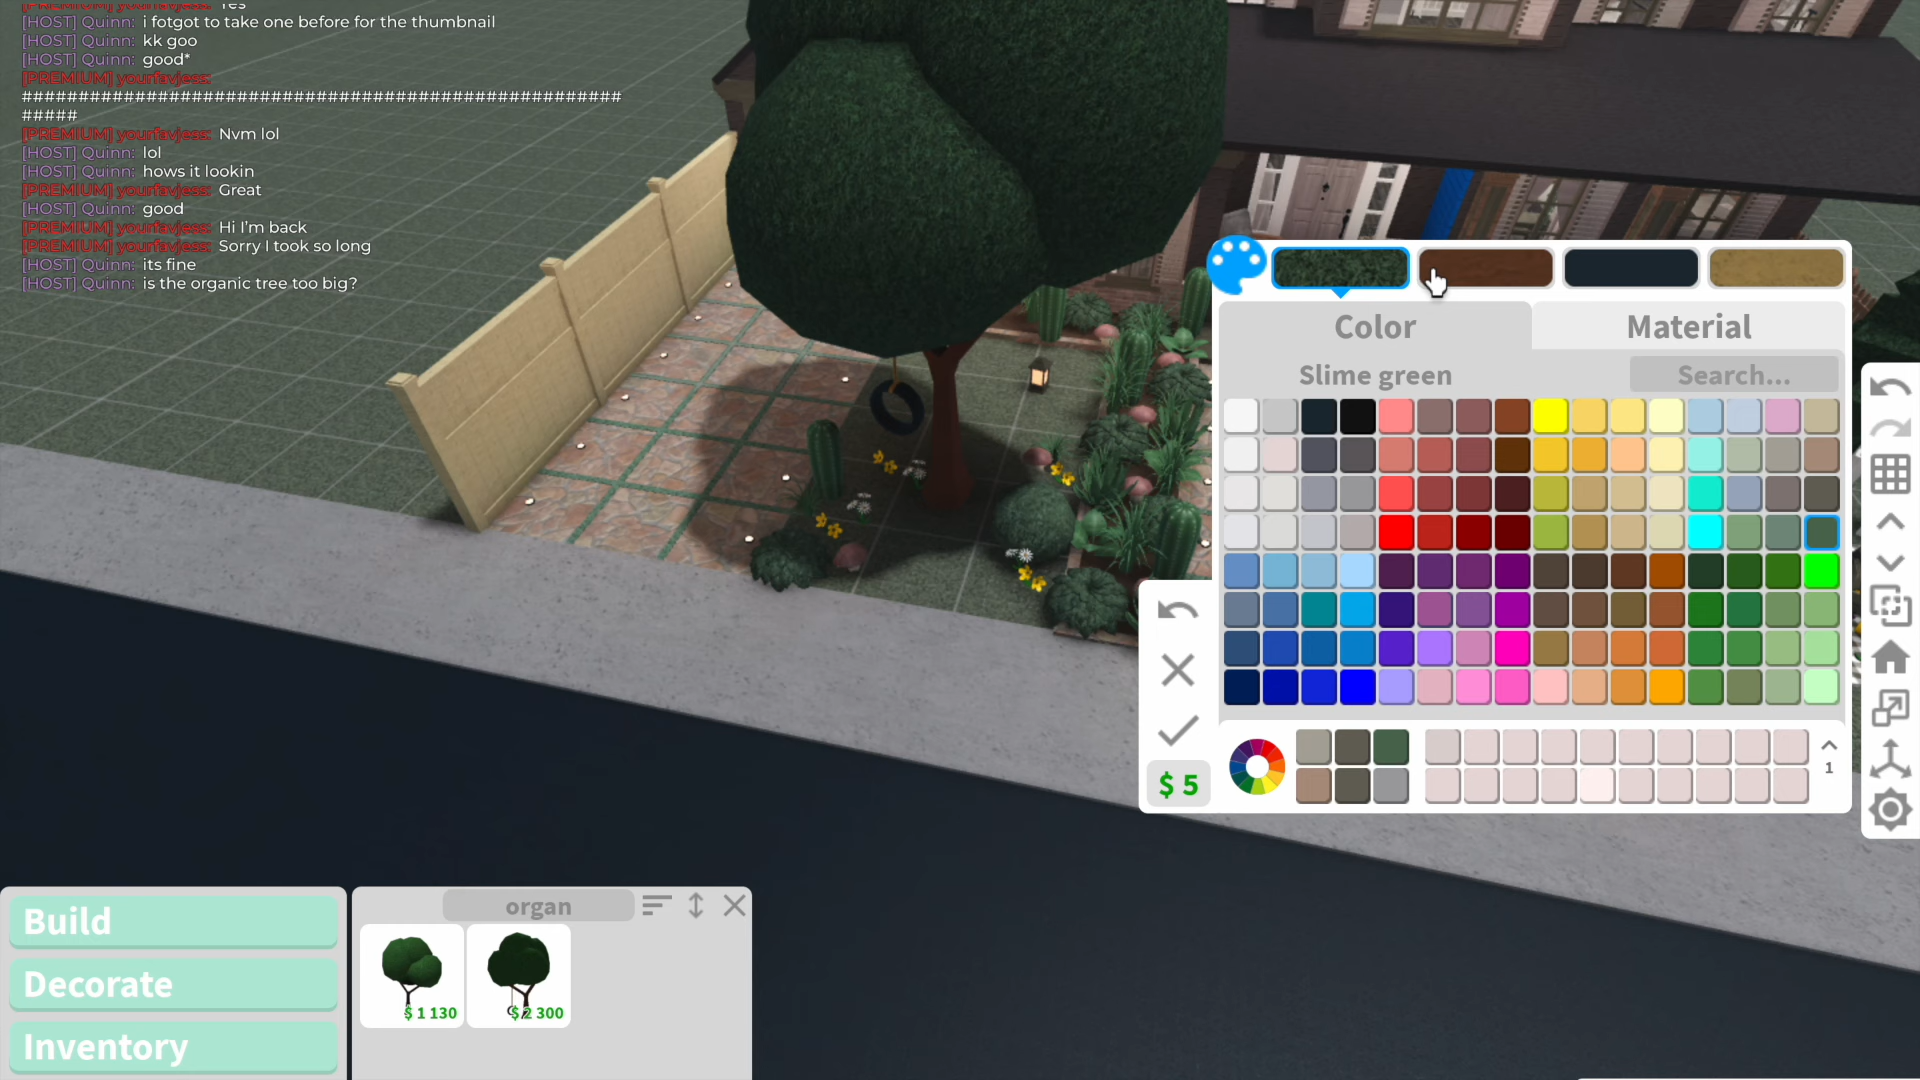 [PREMIUM] yourfavjess: Yes
[HOST] Quinn: i fotgot to take one before for the thumbnail
[HOST] Quinn: kk goo
[HOST] Quinn: good*
[PREMIUM] yourfavjess:
#####################################################
#####
[PREMIUM] yourfavjess: Nvm lol
[HOST] Quinn: lol
[HOST] Quinn: hows it lookin
[PREMIUM] yourfavjess: Great
[HOST] Quinn: good
[PREMIUM] yourfavjess: Hi I'm back
[PREMIUM] yourfavjess: Sorry I took so long
[HOST] Quinn: its fine
[HOST] Quinn: is the organic tree too big?
Color
Material
Slime green
Search...
1
$ 5
Build
Decorate
Inventory
organ
$ 1 130
$ 2 300